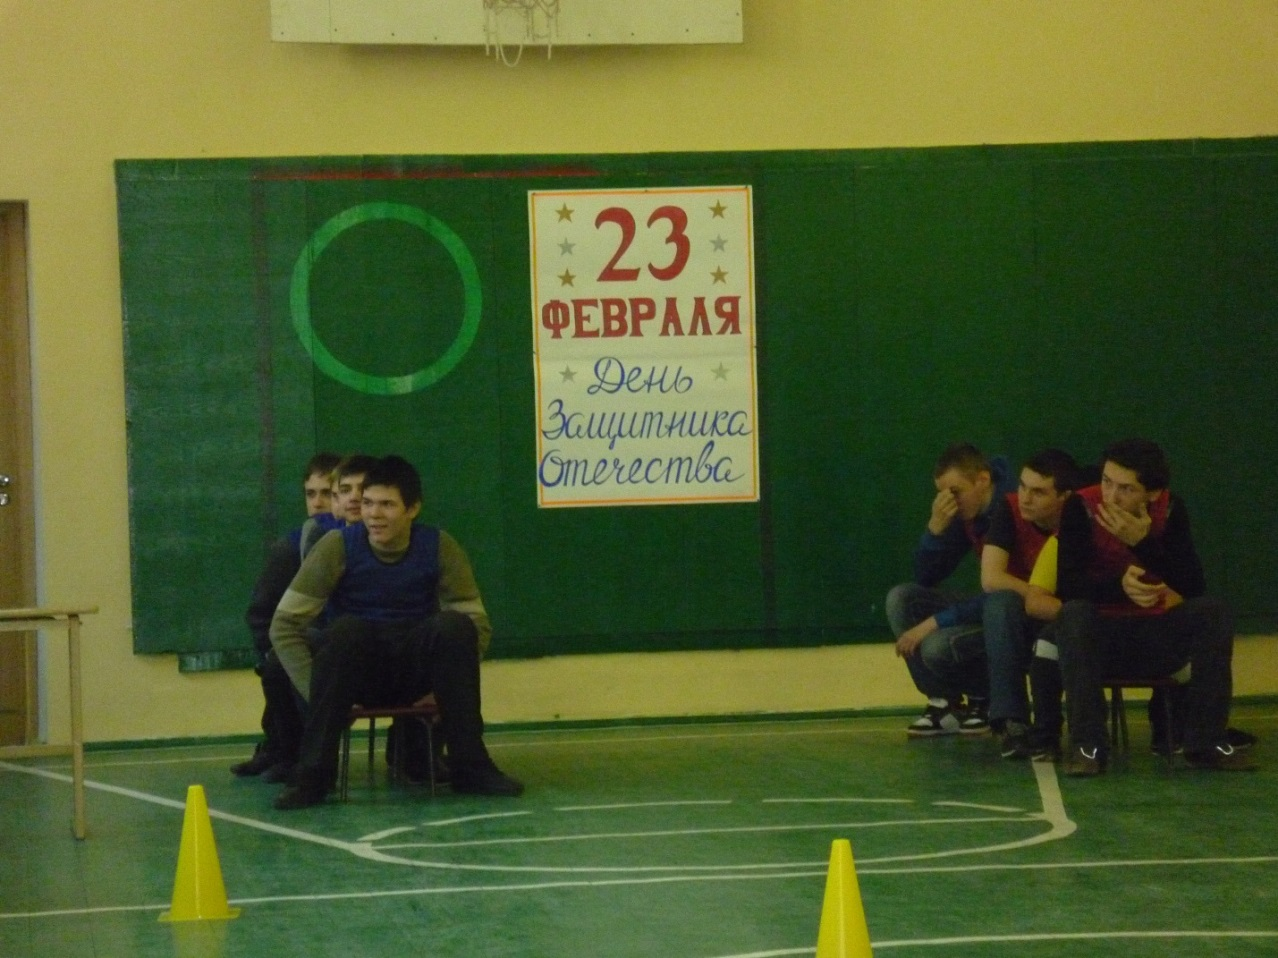 23
ФЕВРАЛЯ
День
Защитника
Отечества